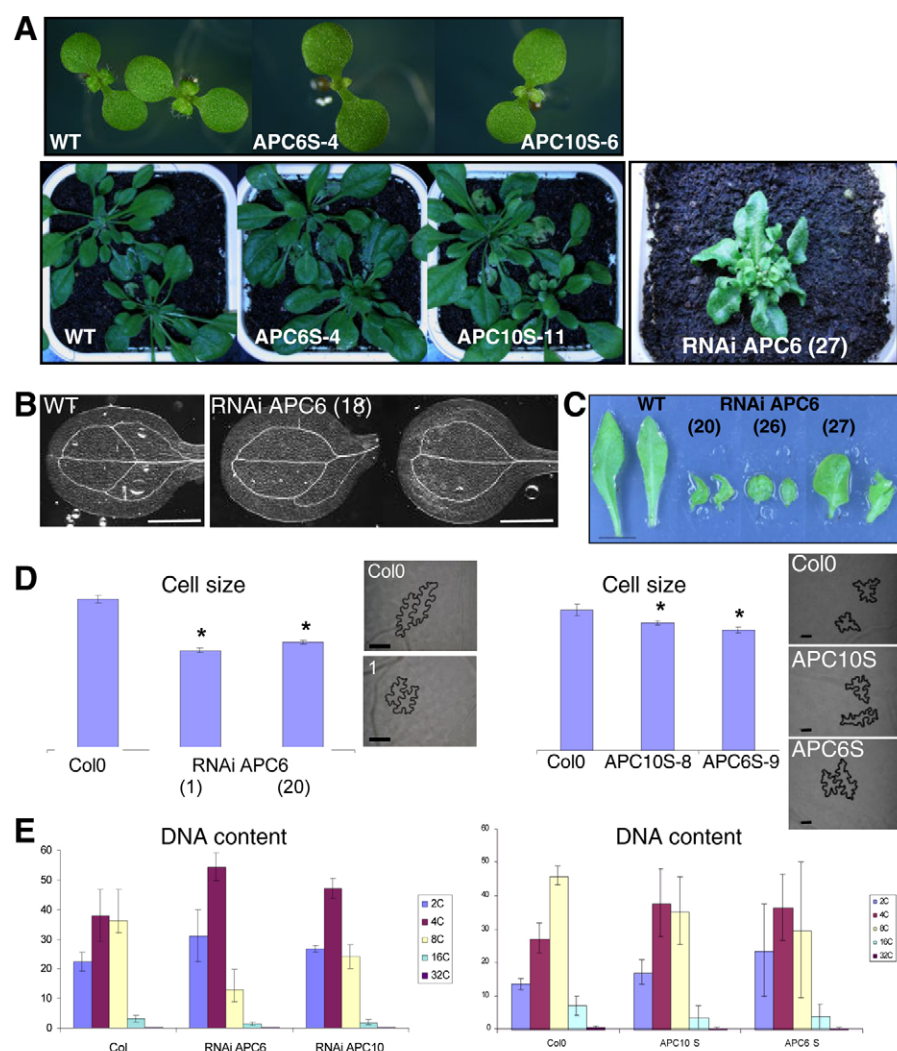 A
WT
APC6S-4
APC10S-6
WT
APC6S-4
APC10S-11
RNAi APC6 (27)
B
WT
RNAi APC6 (18)
C
WT
RNAi APC6
(20)
(26)
(27)
D
Cell size
*
*
Col0
RNAi APC6
(1)
(20)
Col0
1
Cell size
*
*
Col0
APC10S-8
APC6S-9
Col0
APC10S
APC6S
E
DNA content
60
50
40
30
20
10
0
Col
RNAi APC6
RNAi APC10
2C
4C
8C
16C
32C
DNA content
60
50
40
30
20
10
0
Col0
APC10 S
APC6 S
2C
4C
8C
16C
32C